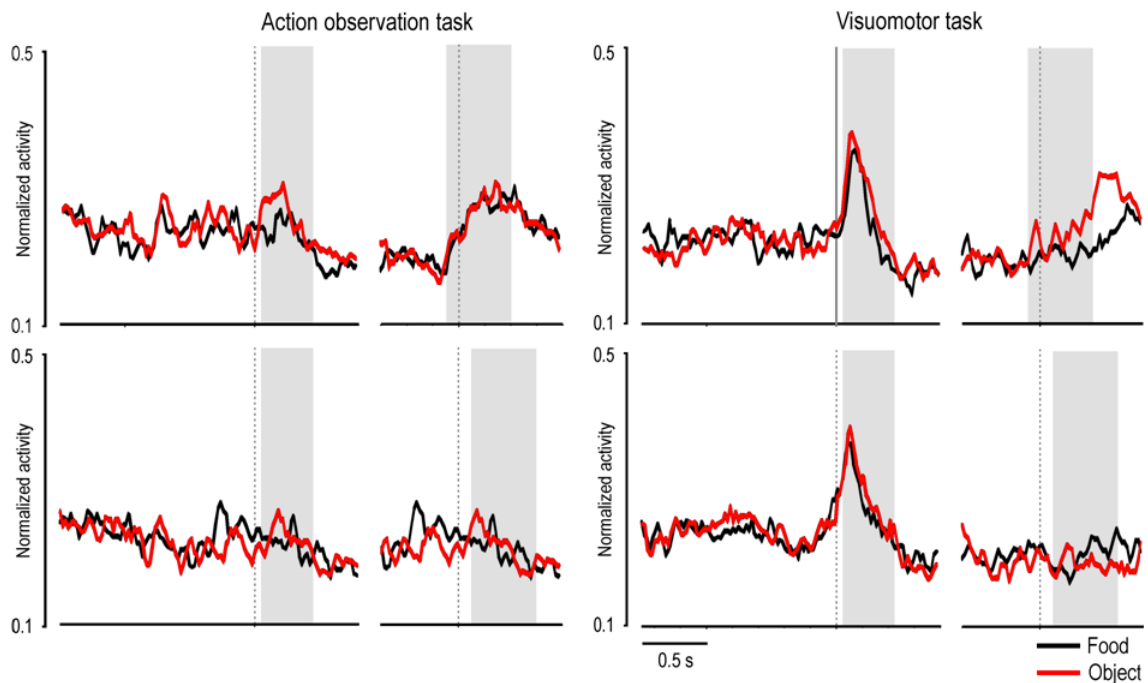 Action observation task
Visuomotor task
0.5
Normalized activity
0.1
0.5
Normalized activity
0.1
0.5
Normalized activity
0.1
0.5
Normalized activity
0.1
0.5 s
Food
Object